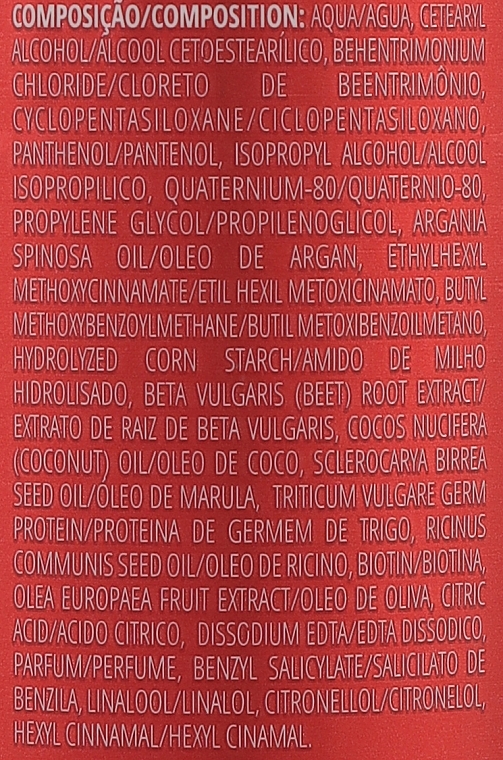 COMPOSIÇÃO/COMPOSITION: AQUA/AGUA, CETEARYL
ALCOHOL/ALCOOL CETOESTEARÍLICO, BEHENTRIMONIUM
CHLORIDE/CLORETO DE BEENTRIMÔNIO,
CYCLOPENTASILOXANE/CICLOPENTASILOXANO,
PANTHENOL/PANTENOL, ISOPROPYL ALCOHOL/ALCOOL
ISOPROPILICO, QUATERNIUM-80/QUATERNIO-80,
PROPYLENE GLYCOL/PROPILENOGLICOL, ARGANIA
SPINOSA OIL/OLEO DE ARGAN, ETHYLHEXYL
METHOXYCINNAMATE/ETIL HEXIL METOXICINAMATO, BUTYL
METHOXYBENZOYLMETHANE/BUTIL METOXIBENZOILMETANO,
HYDROLYZED CORN STARCH/AMIDO DE MILHO
HIDROLISADO, BETA VULGARIS (BEET) ROOT EXTRACT/
EXTRATO DE RAIZ DE BETA VULGARIS, COCOS NUCIFERA
(COCONUT) OIL/OLEO DE COCO, SCLEROCARYA BIRREA
SEED OIL/ÓLEO DE MARULA, TRITICUM VULGARE GERM
PROTEIN/PROTEINA DE GERMEM DE TRIGO, RICINUS
COMMUNIS SEED OIL/OLEO DE RICINO, BIOTIN/BIOTINA,
OLEA EUROPAEA FRUIT EXTRACT/OLEO DE OLIVA, CITRIC
ACID/ACIDO CITRICO, DISSODIUM EDTA/EDTA DISSODICO,
PARFUM/PERFUME, BENZYL SALICYLATE/SALICILATO DE
BENZILA, LINALOOL/LINALOL, CITRONELLOL/CITRONELOL,
HEXYL CINNAMAL/HEXYL CINAMAL.